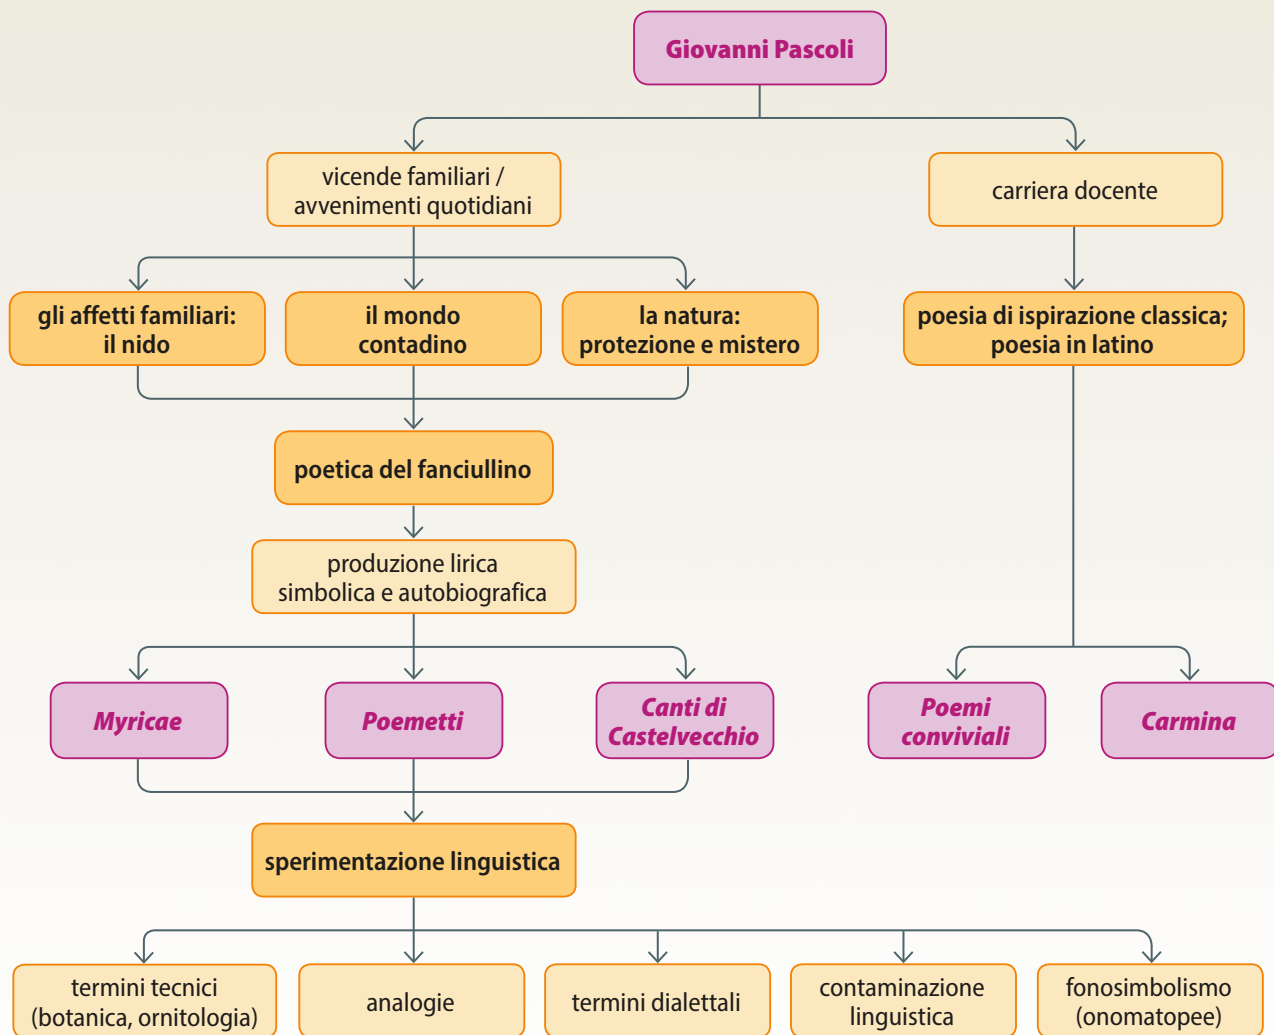 Giovanni Pascoli
vicende familiari /
avvenimenti quotidiani
carriera docente
gli affetti familiari:
il nido
il mondo
contadino
la natura:
protezione e mistero
poesia di ispirazione classica;
poesia in latino
poetica del fanciullino
produzione lirica
simbolica e autobiografica
Myricae
Poemetti
Canti di
Castelvecchio
Poemi
conviviali
Carmina
sperimentazione linguistica
termini tecnici
(botanica, ornitologia)
analogie
termini dialettali
contaminazione
linguistica
fonosimbolismo
(onomatopee)